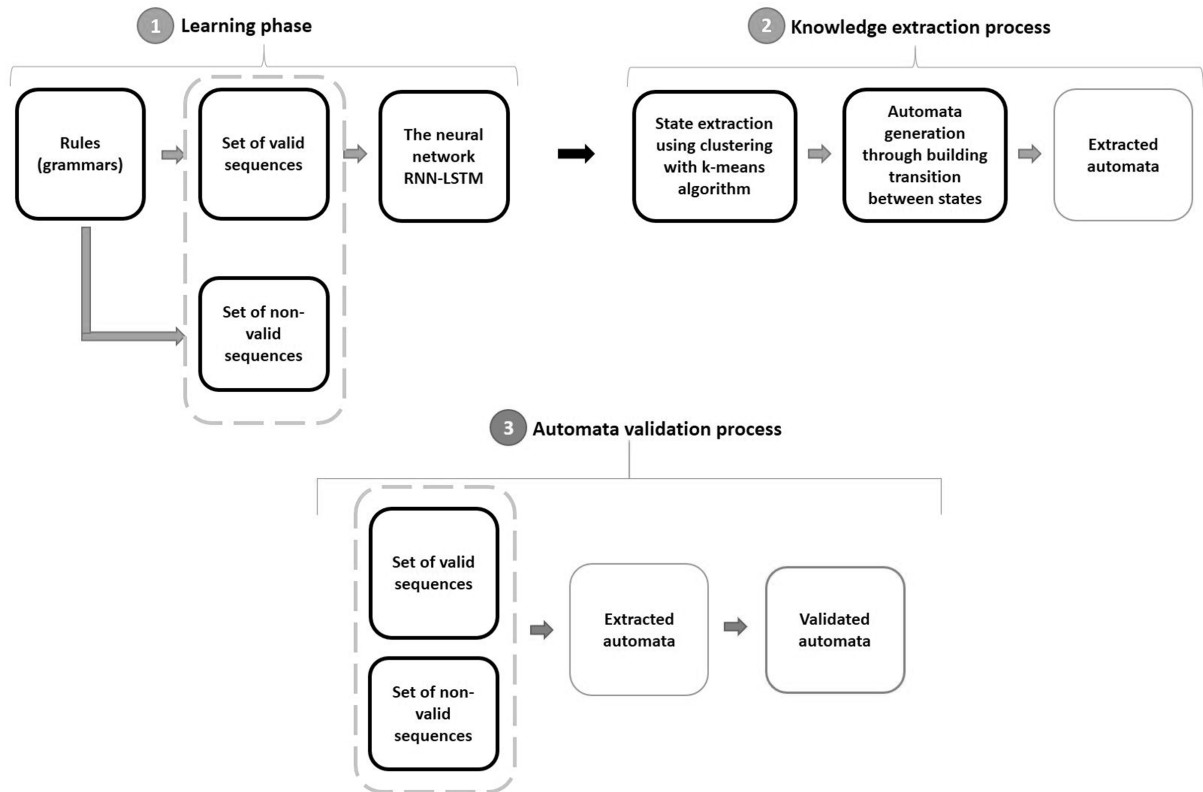 1 Learning phase
Rules
(grammars)
Set of valid
sequences
The neural
network
RNN-LSTM
Set of non-
valid
sequences
2 Knowledge extraction process
State extraction
using clustering
with k-means
algorithm
Automata
generation
through building
transition
between states
Extracted
automata
3 Automata validation process
Set of valid
sequences
Set of non-
valid
sequences
Extracted
automata
Validated
automata